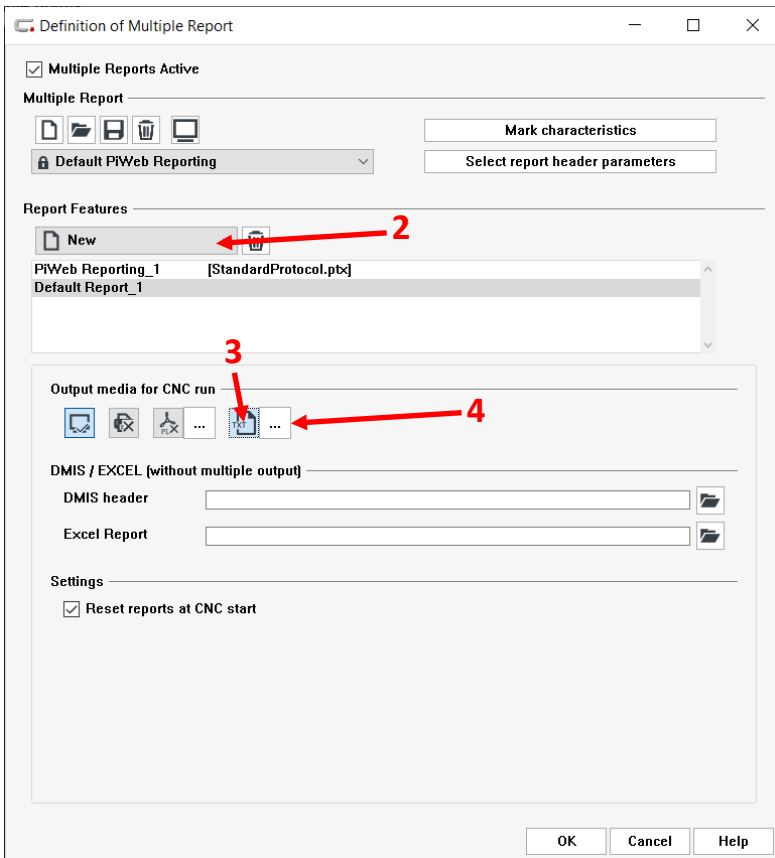 Definition of Multiple Report
Multiple Reports Active
Multiple Report
Mark characteristics
Default PiWeb Reporting
Select report header parameters
Report Features
New
2
PiWeb Reporting_1 [StandardProtocol.ptx]
Default Report_1
3
Output media for CNC run
... TXT ...
4
DMIS / EXCEL (without multiple output)
DMIS header
Excel Report
Settings
Reset reports at CNC start
OK Cancel Help